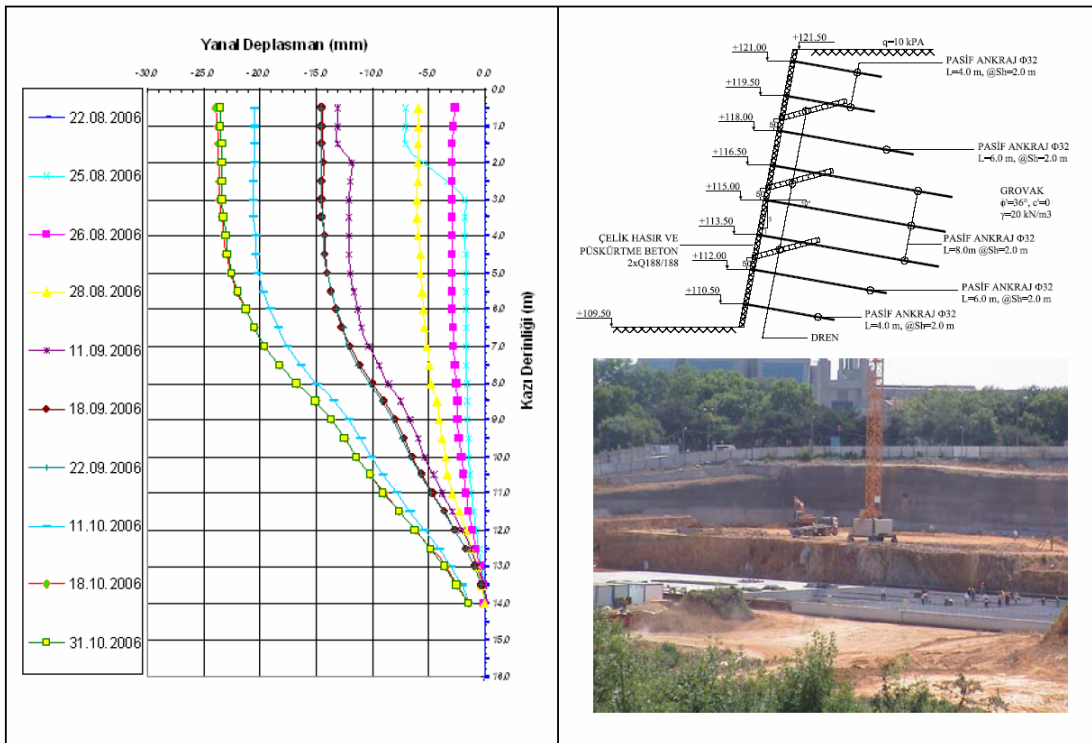 Yanal Deplasman (mm)
-30.0 -25.0 -20.0 -15.0 -10.0 -5.0 0.0
0.0
1.0
2.0
3.0
4.0
5.0
6.0
7.0
8.0
9.0
10.0
11.0
12.0
13.0
14.0
15.0
16.0
Kazı Derinliği (m)
22.08.2006
25.08.2006
26.08.2006
28.08.2006
11.09.2006
18.09.2006
22.09.2006
11.10.2006
18.10.2006
31.10.2006
+121.50
q=10 kPA
+121.00
PASİF ANKRAJ Φ32
L=4.0 m, @Sh=2.0 m
+119.50
+118.00
PASİF ANKRAJ Φ32
L=6.0 m, @Sh=2.0 m
+116.50
+115.00
GROVAK
ϕ'=36°, c'=0
γ=20 kN/m3
+113.50
ÇELİK HASIR VE
PÜSKÜRTME BETON
2xQ188/188
PASİF ANKRAJ Φ32
L=8.0m @Sh=2.0 m
+112.00
PASİF ANKRAJ Φ32
L=6.0 m, @Sh=2.0 m
+110.50
PASİF ANKRAJ Φ32
L=4.0 m, @Sh=2.0 m
+109.50
DREN